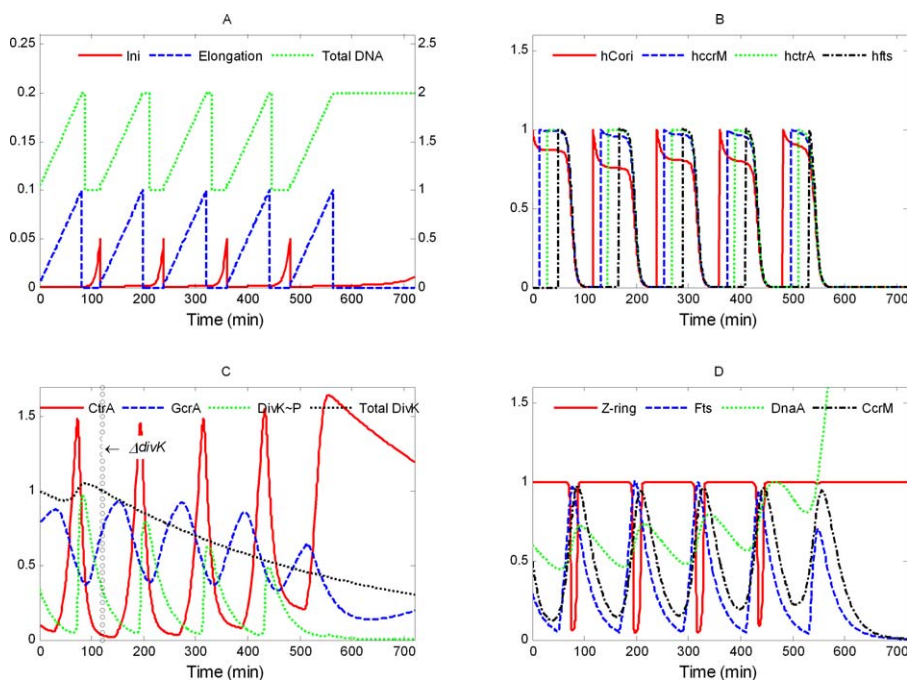 A
Ini Elongation Total DNA
0.25 0.2 0.15 0.1 0.05 0
2.5 2 1.5 1 0.5 0
0 100 200 300 400 500 600 700
Time (min)
B
hCori hccrM hctrA hfts
1.5 1 0.5 0
0 100 200 300 400 500 600 700
Time (min)
C
CtrA GcrA DivK~P Total DivK
← ΔdivK
1.5 1 0.5 0
0 100 200 300 400 500 600 700
Time (min)
D
Z-ring Fts DnaA CcrM
1.5 1 0.5 0
0 100 200 300 400 500 600 700
Time (min)